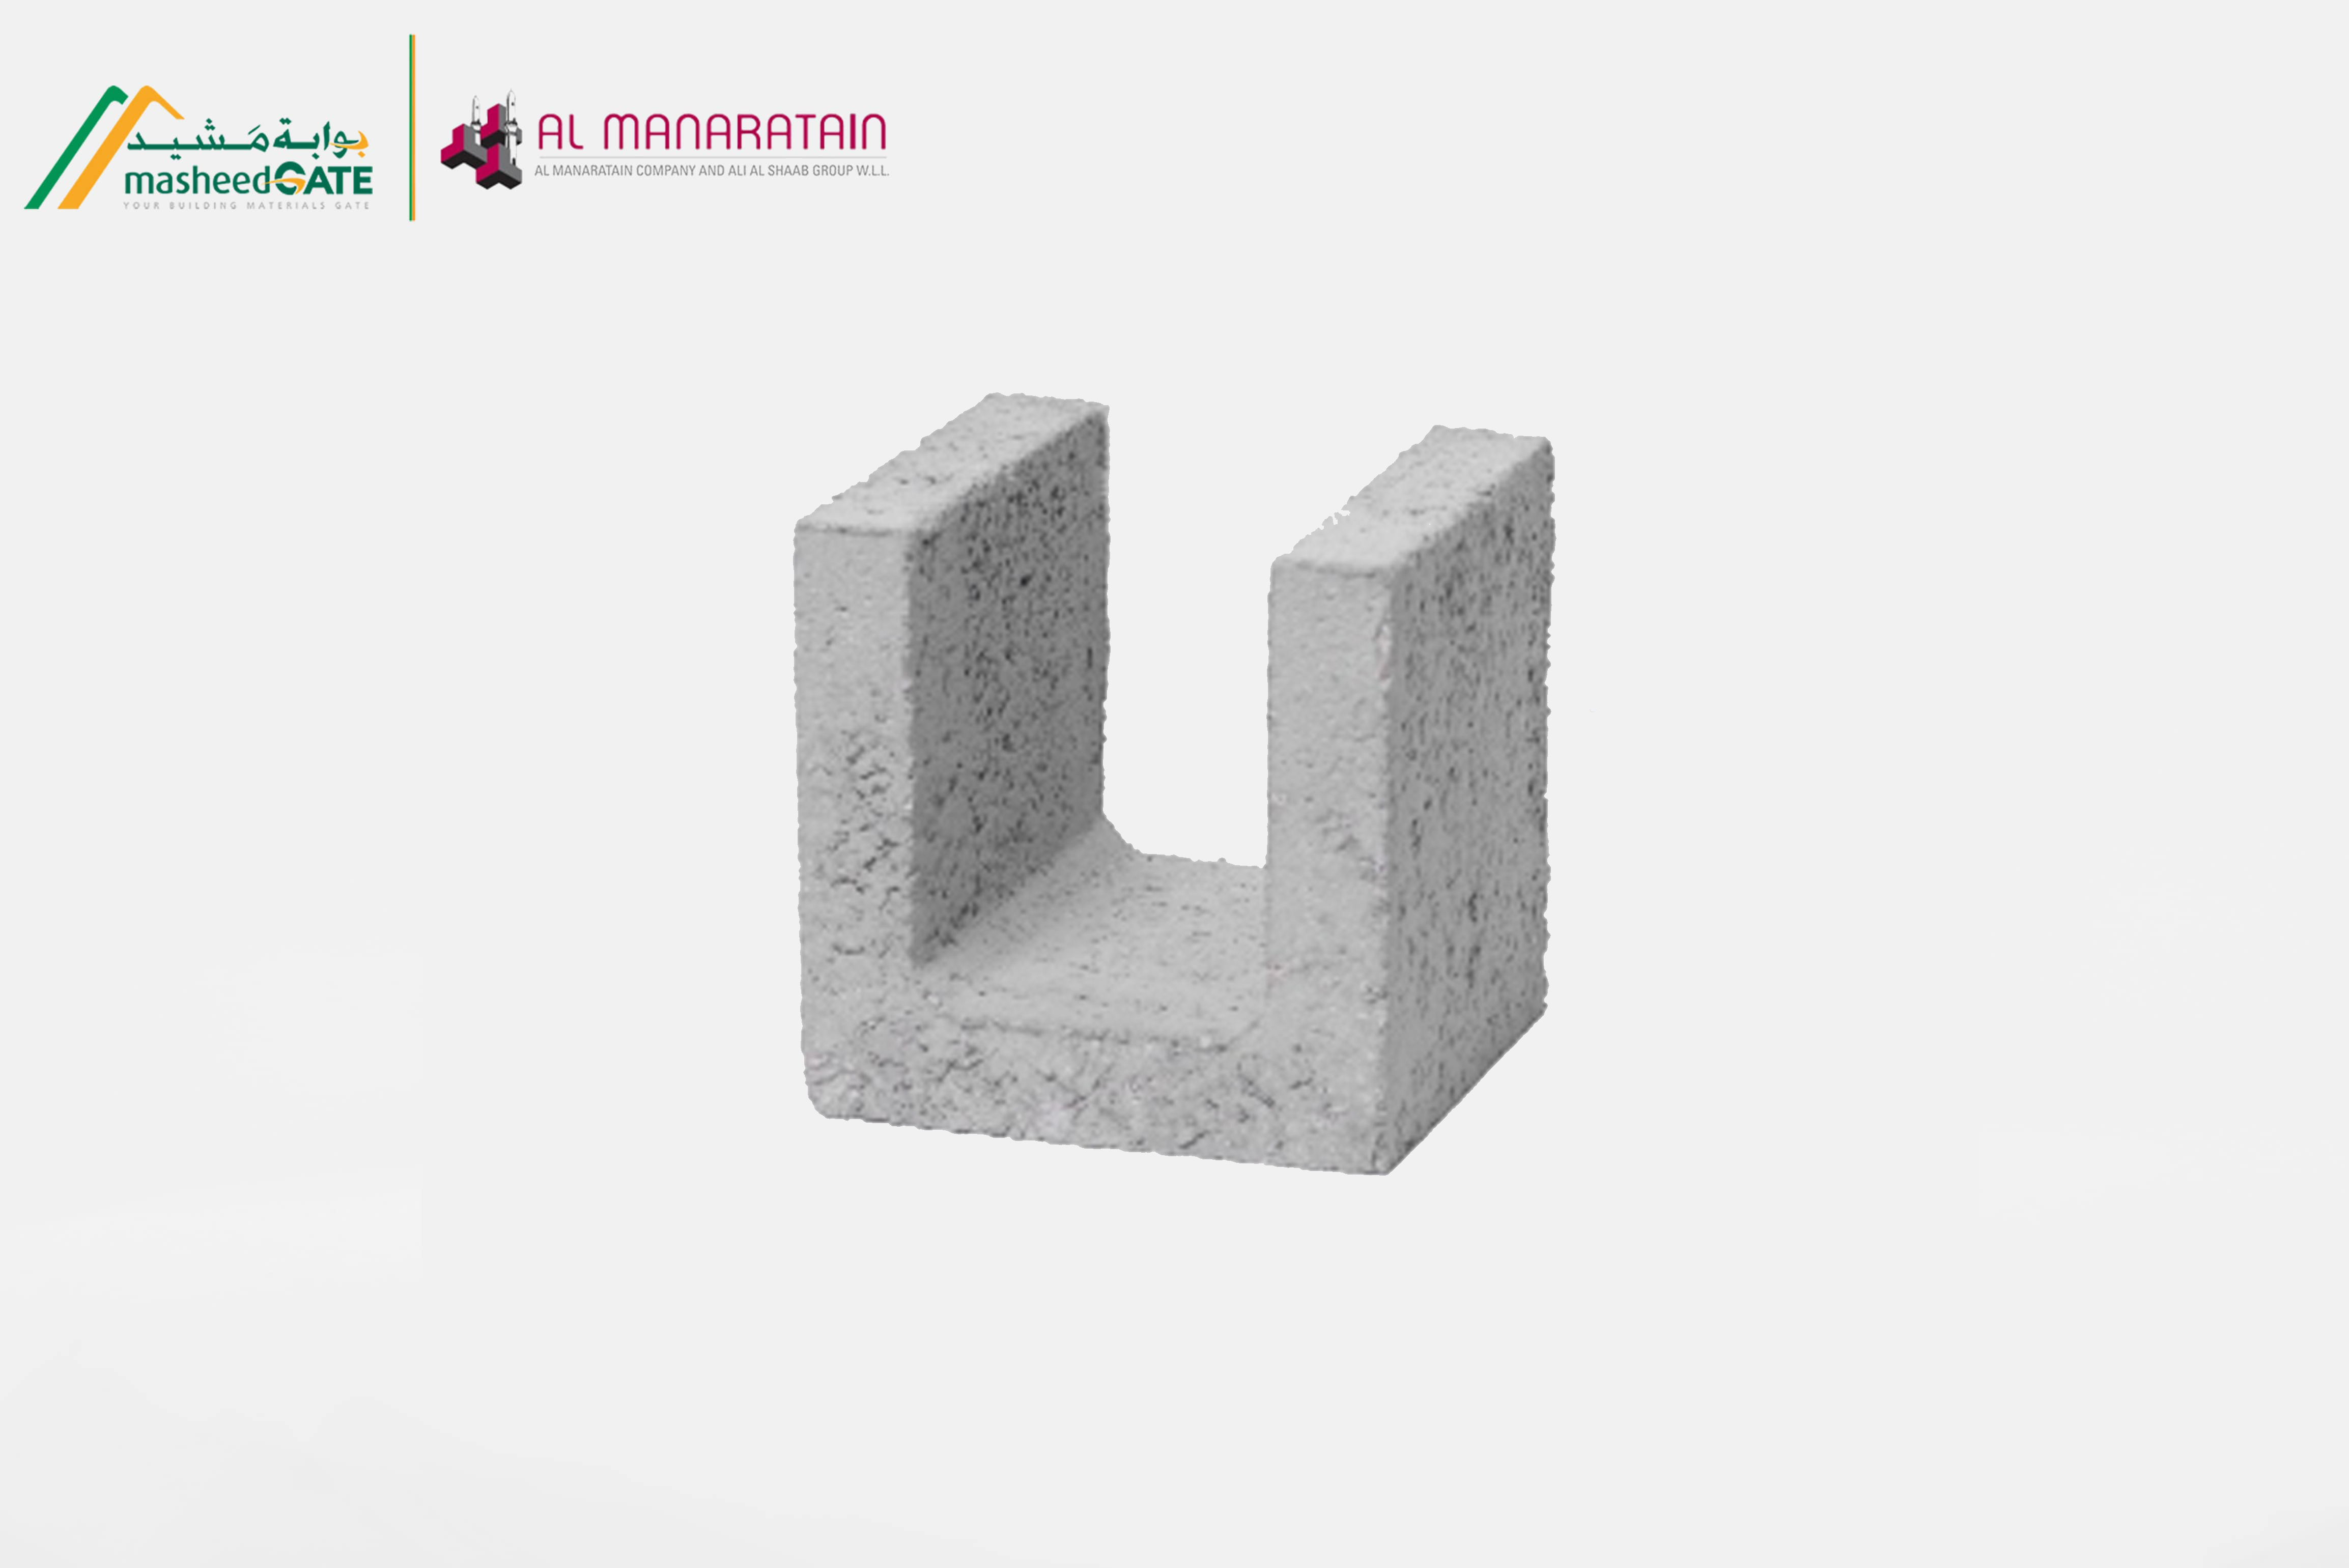 بوابة مَشيد
masheedGATE
YOUR BUILDING MATERIALS GATE
AL MANARATAIN
AL MANARATAIN COMPANY AND ALI AL SHAAB GROUP W.L.L.